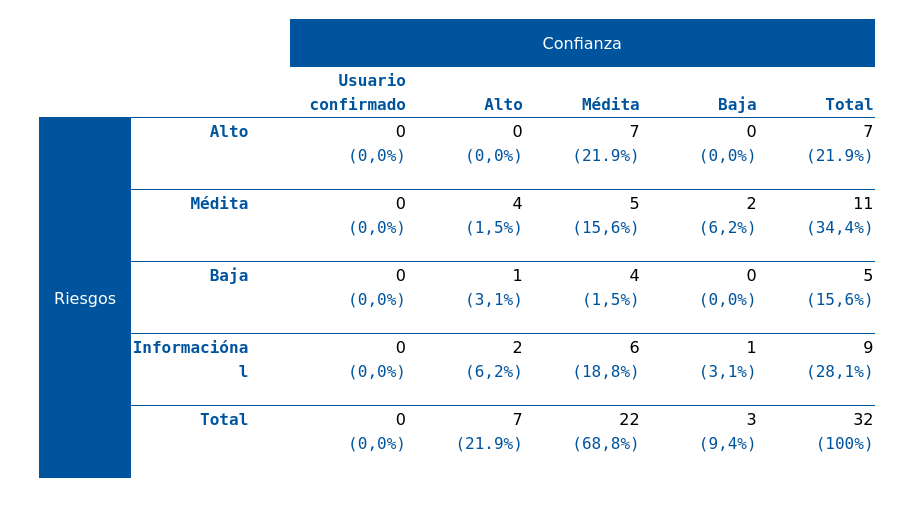 Confianza
Usuario
confirmado Alto Médita Baja Total
Alto 0 0 7 0 7
(0,0%) (0,0%) (21.9%) (0,0%) (21.9%)
Médita 0 4 5 2 11
(0,0%) (1,5%) (15,6%) (6,2%) (34,4%)
Baja 0 1 4 0 5
Riesgos (0,0%) (3,1%) (1,5%) (0,0%) (15,6%)
Informacióna 0 2 6 1 9
l (0,0%) (6,2%) (18,8%) (3,1%) (28,1%)
Total 0 7 22 3 32
(0,0%) (21.9%) (68,8%) (9,4%) (100%)